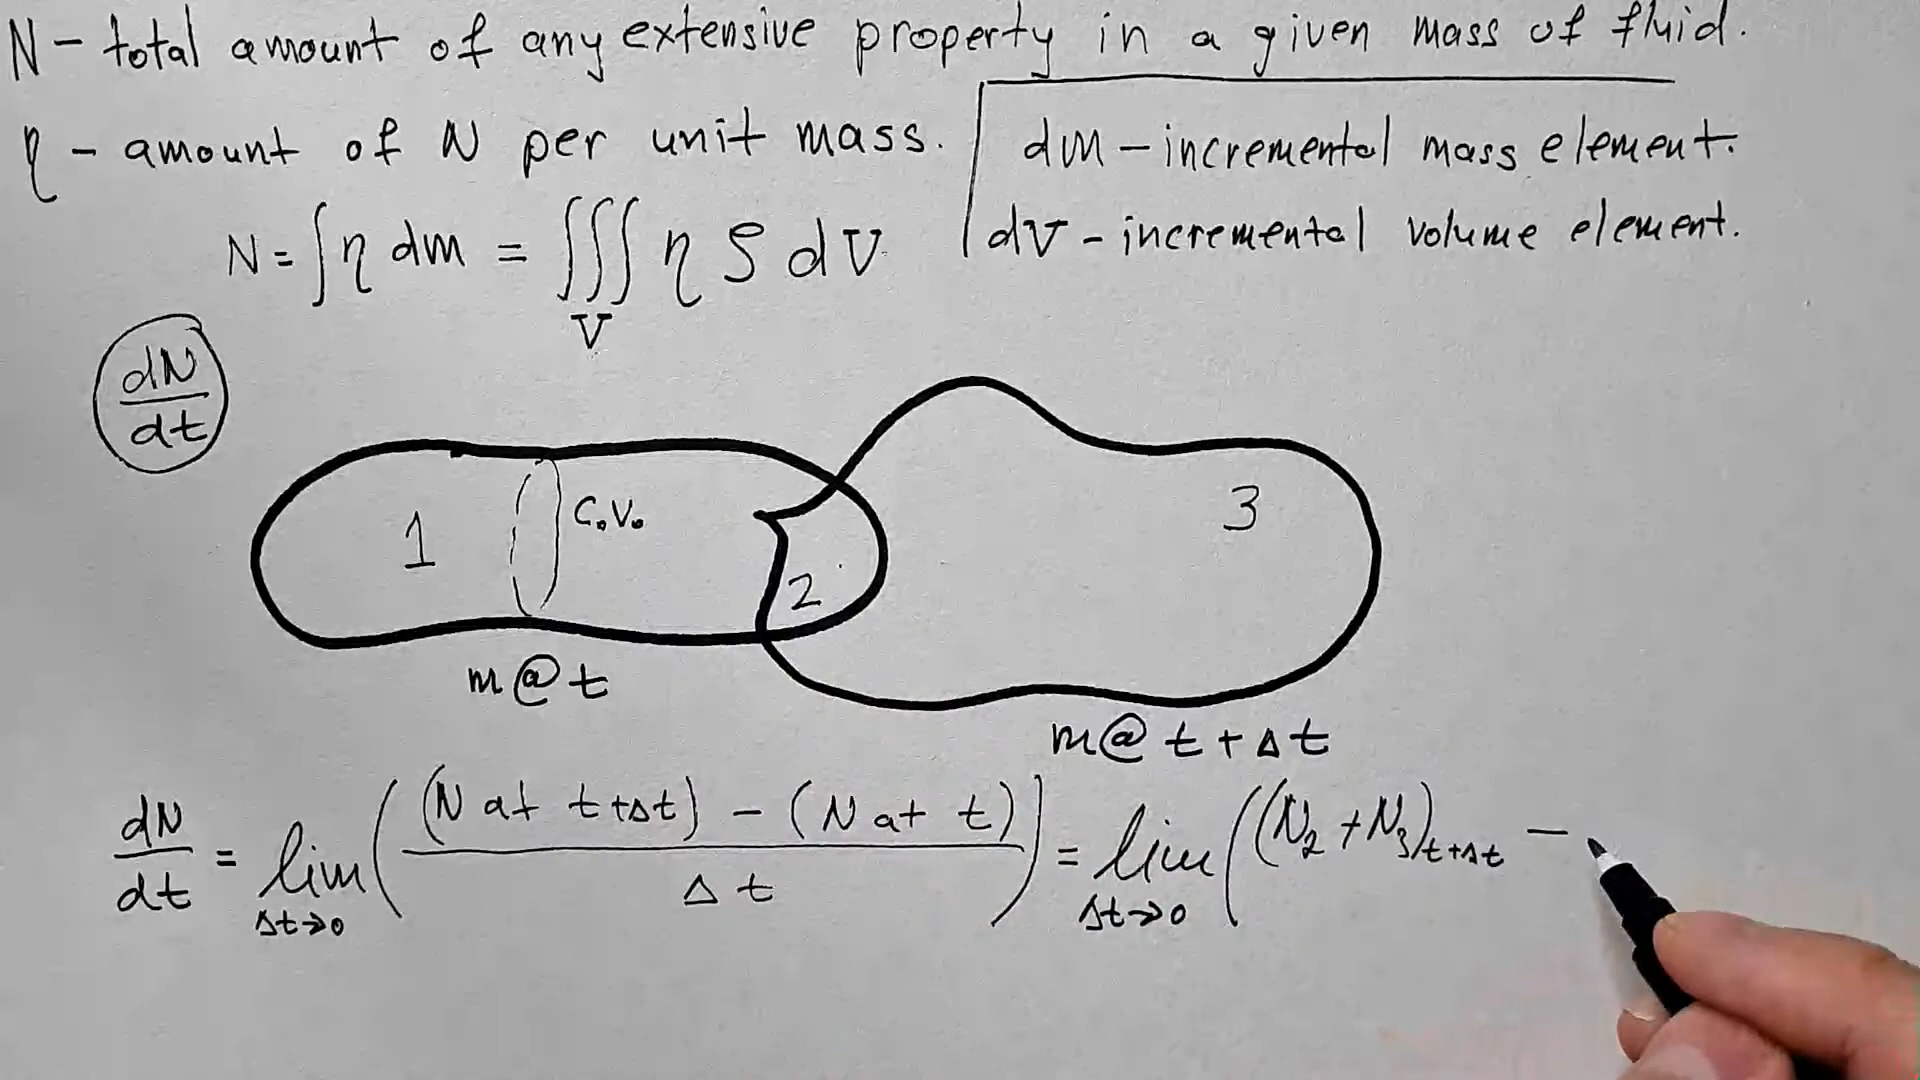 N - total amount of any extensive property in a given mass of fluid.
η - amount of N per unit mass.
dm - incremental mass element.
dV - incremental volume element.
N = ∫ η dm = ∭ η ρ dV
V
dN/dt
1
C.V.
2
3
m@t
m@ t + Δt
dN/dt = lim Δt→0 ( ((N at t+Δt) - (N at t)) / Δt ) = lim Δt→0 ( (N₂ + N₃)t+Δt -